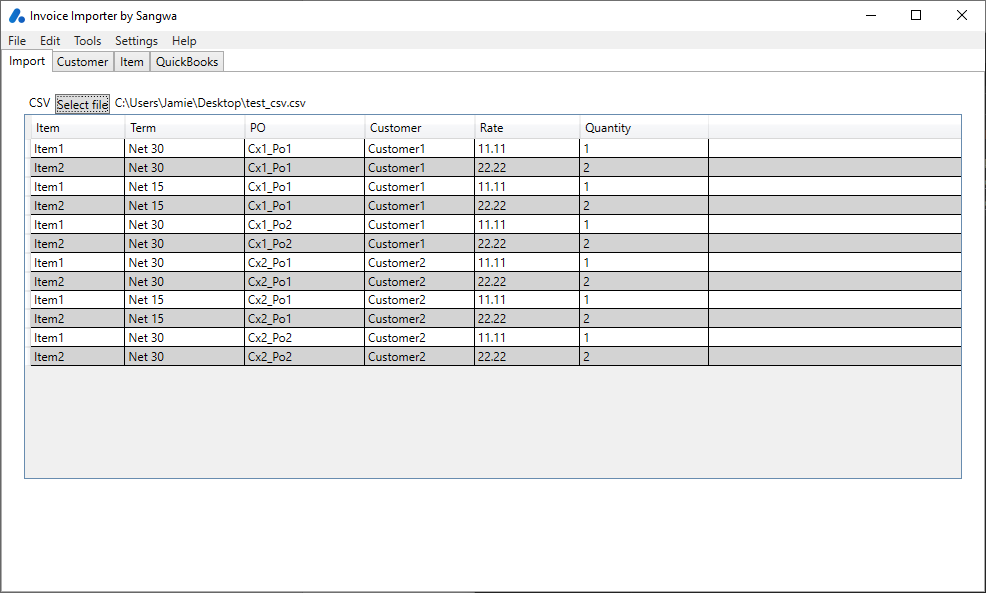 Invoice Importer by Sangwa
File Edit Tools Settings Help
Import Customer Item QuickBooks
CSV Select file C:\Users\Jamie\Desktop\test_csv.csv
Item Term PO Customer Rate Quantity
Item1 Net 30 Cx1_Po1 Customer1 11.11 1
Item2 Net 30 Cx1_Po1 Customer1 22.22 2
Item1 Net 15 Cx1_Po1 Customer1 11.11 1
Item2 Net 15 Cx1_Po1 Customer1 22.22 2
Item1 Net 30 Cx1_Po2 Customer1 11.11 1
Item2 Net 30 Cx1_Po2 Customer1 22.22 2
Item1 Net 30 Cx2_Po1 Customer2 11.11 1
Item2 Net 30 Cx2_Po1 Customer2 22.22 2
Item1 Net 15 Cx2_Po1 Customer2 11.11 1
Item2 Net 15 Cx2_Po1 Customer2 22.22 2
Item1 Net 30 Cx2_Po2 Customer2 11.11 1
Item2 Net 30 Cx2_Po2 Customer2 22.22 2